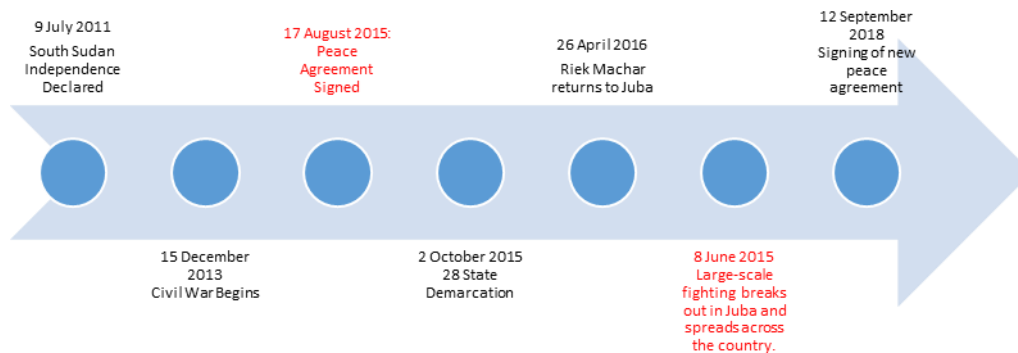 9 July 2011
South Sudan
Independence
Declared
15 December
2013
Civil War Begins
17 August 2015:
Peace
Agreement
Signed
2 October 2015
28 State
Demarcation
26 April 2016
Riek Machar
returns to Juba
8 June 2015
Large-scale
fighting breaks
out in Juba and
spreads across
the country.
12 September
2018
Signing of new
peace
agreement